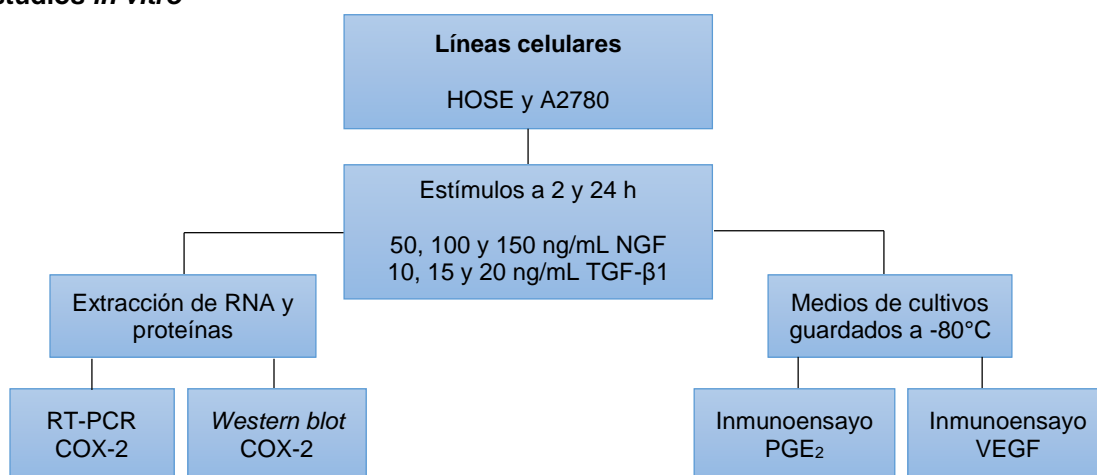 in vitro
Líneas celulares
HOSE y A2780
Estímulos a 2 y 24 h
50, 100 y 150 ng/mL NGF
10, 15 y 20 ng/mL TGF-β1
Extracción de RNA y
proteínas
Medios de cultivos
guardados a -80°C
RT-PCR
COX-2
Western blot
COX-2
Inmunoensayo
PGE₂
Inmunoensayo
VEGF